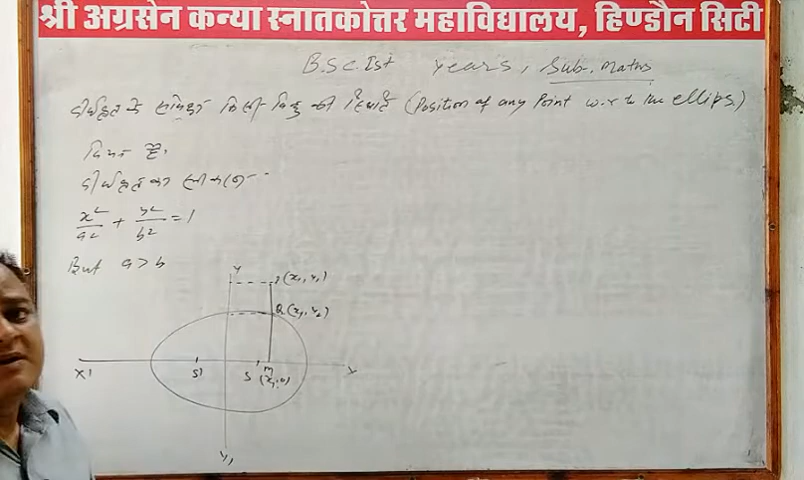 श्री अग्रसेन कन्या स्नातकोत्तर महाविद्यालय, हिण्डौन सिटी
B.Sc. Ist years, Sub. Maths
दीर्घवृत के सापेक्ष किसी बिन्दु की स्थिति (Position of any Point w.r. to the ellips)
दिया है,
दीर्घवृत का समीकरण
x²/a² + y²/b² = 1
But a > b
Y
(x₁, y₁)
Q(x₁, y₂)
X'
S'
S
M
(x₁, 0)
Y'